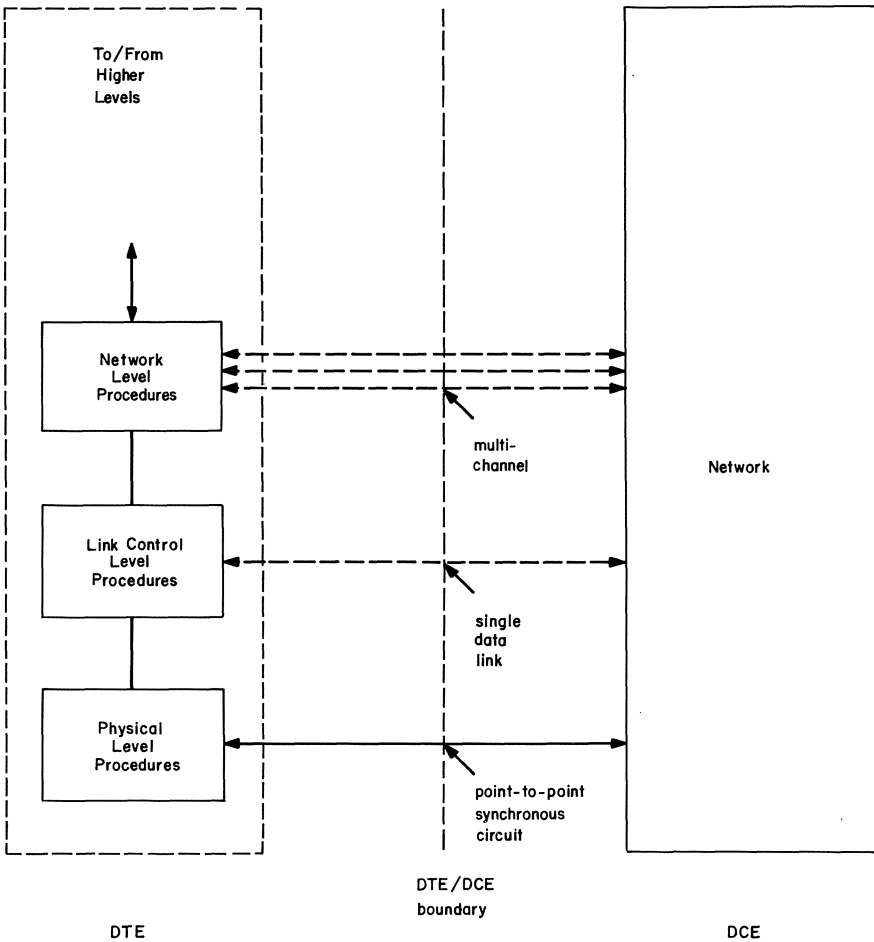 To/From
Higher
Levels
Network
Level
Procedures
multi-
channel
Network
Link Control
Level
Procedures
single
data
link
Physical
Level
Procedures
point-to-point
synchronous
circuit
DTE/DCE
boundary
DTE
DCE